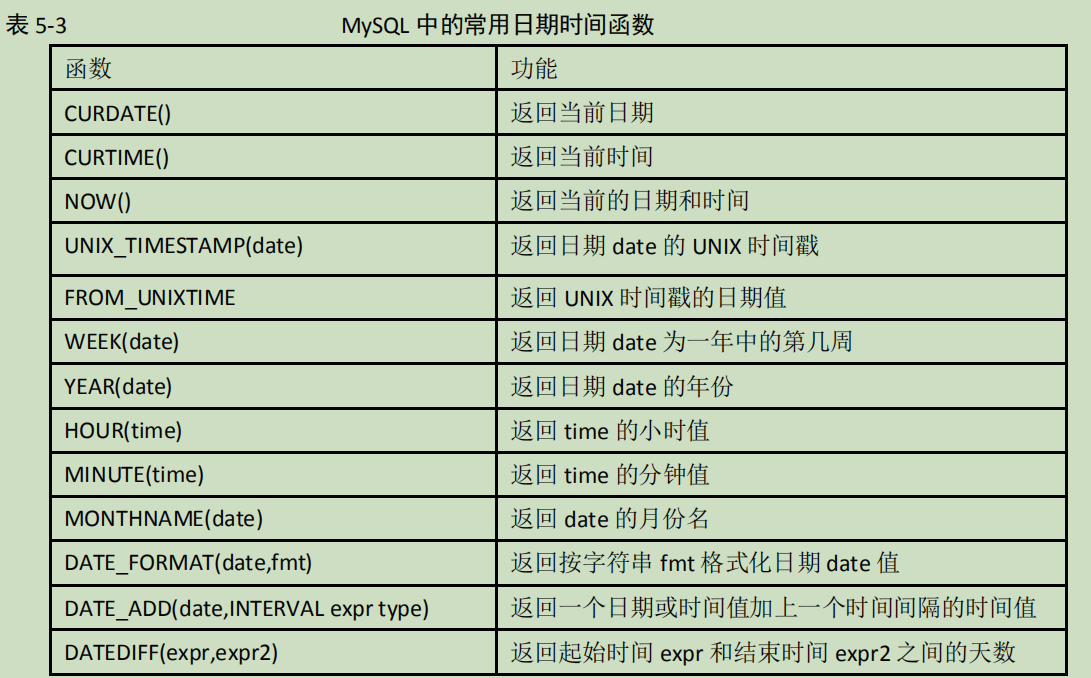 表 5-3 MySQL 中的常用日期时间函数
函数 功能
CURDATE() 返回当前日期
CURTIME() 返回当前时间
NOW() 返回当前的日期和时间
UNIX_TIMESTAMP(date) 返回日期 date 的 UNIX 时间戳
FROM_UNIXTIME 返回 UNIX 时间戳的日期值
WEEK(date) 返回日期 date 为一年中的第几周
YEAR(date) 返回日期 date 的年份
HOUR(time) 返回 time 的小时值
MINUTE(time) 返回 time 的分钟值
MONTHNAME(date) 返回 date 的月份名
DATE_FORMAT(date,fmt) 返回按字符串 fmt 格式化日期 date 值
DATE_ADD(date,INTERVAL expr type) 返回一个日期或时间值加上一个时间间隔的时间值
DATEDIFF(expr,expr2) 返回起始时间 expr 和结束时间 expr2 之间的天数